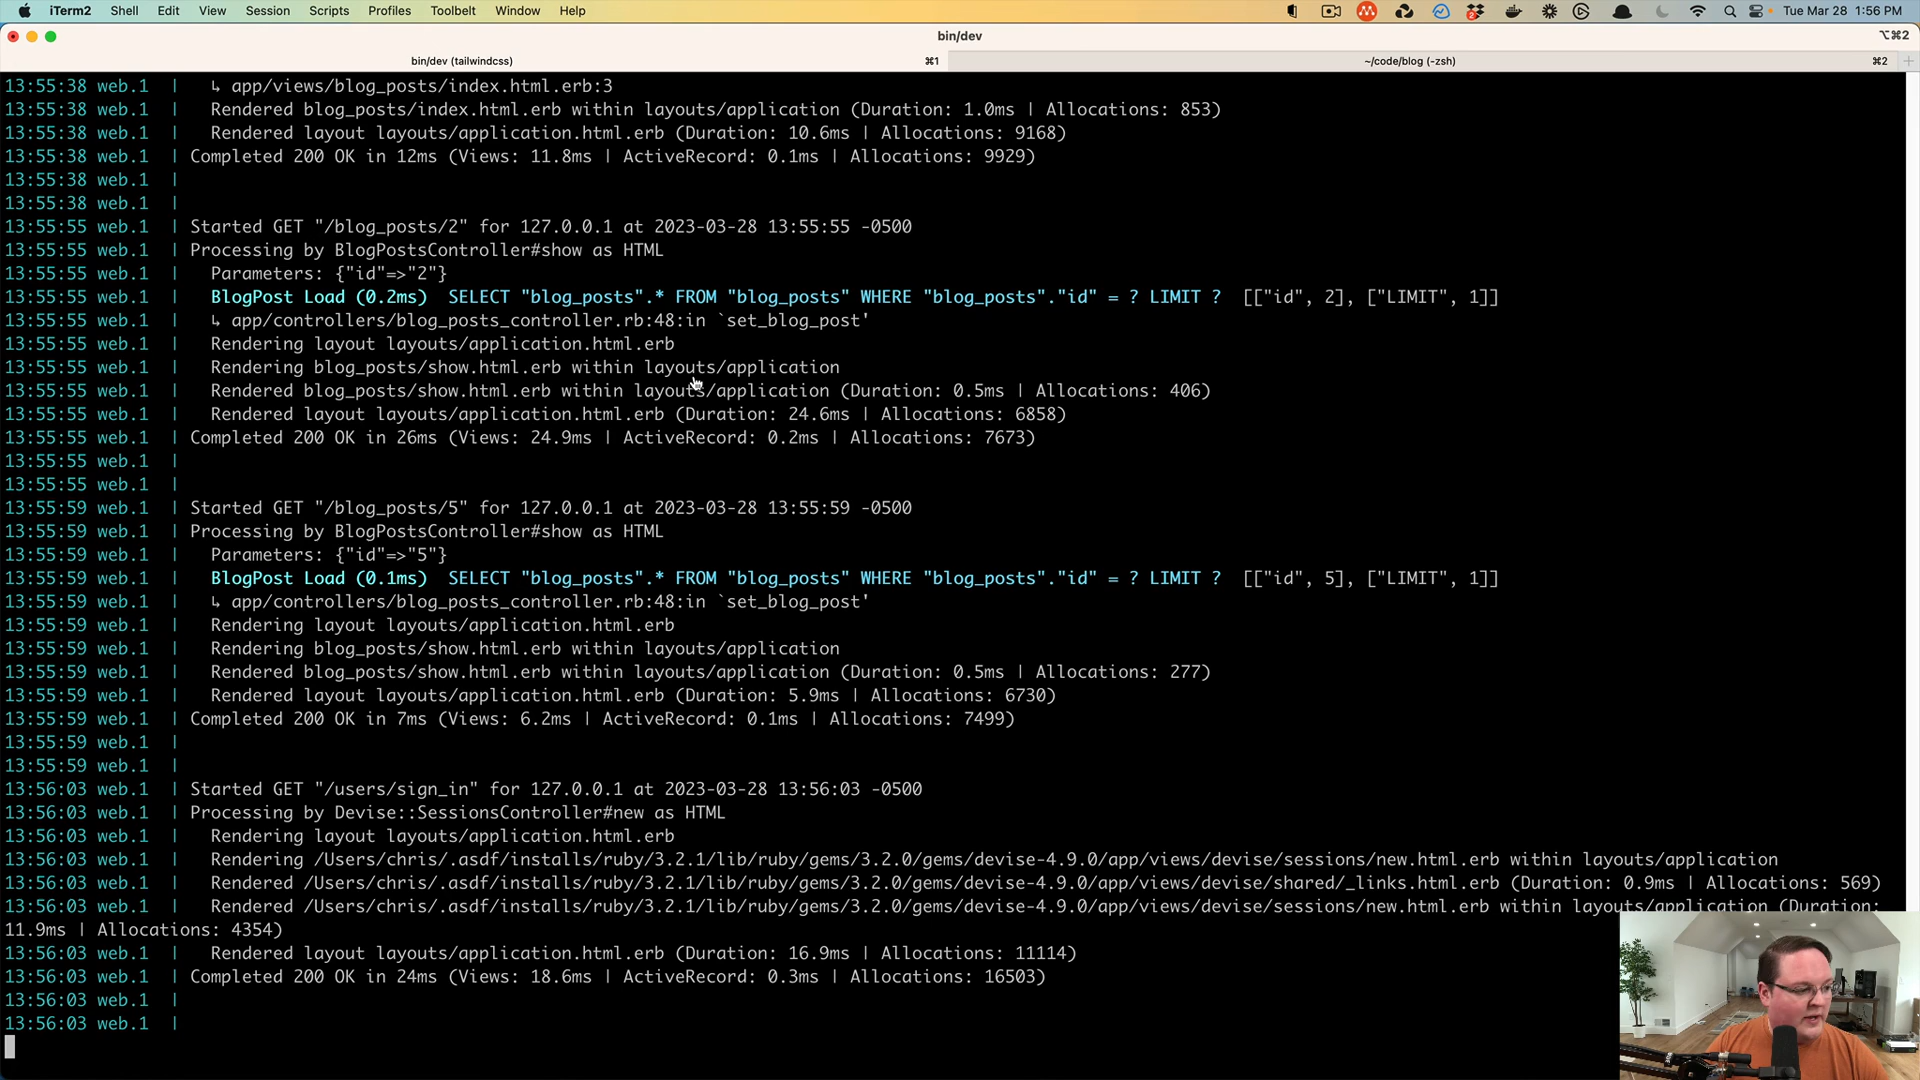 iTerm2 Shell Edit View Session Scripts Profiles Toolbelt Window Help Tue Mar 28 1:56 PM
bin/dev ⌥⌘2
bin/dev (tailwindcss) ⌘1 ~/code/blog (-zsh) ⌘2
13:55:38 web.1 | ↳ app/views/blog_posts/index.html.erb:3
13:55:38 web.1 | Rendered blog_posts/index.html.erb within layouts/application (Duration: 1.0ms | Allocations: 853)
13:55:38 web.1 | Rendered layout layouts/application.html.erb (Duration: 10.6ms | Allocations: 9168)
13:55:38 web.1 | Completed 200 OK in 12ms (Views: 11.8ms | ActiveRecord: 0.1ms | Allocations: 9929)
13:55:38 web.1 |
13:55:38 web.1 |
13:55:55 web.1 | Started GET "/blog_posts/2" for 127.0.0.1 at 2023-03-28 13:55:55 -0500
13:55:55 web.1 | Processing by BlogPostsController#show as HTML
13:55:55 web.1 | Parameters: {"id"=>"2"}
13:55:55 web.1 | BlogPost Load (0.2ms) SELECT "blog_posts".* FROM "blog_posts" WHERE "blog_posts"."id" = ? LIMIT ? [["id", 2], ["LIMIT", 1]]
13:55:55 web.1 | ↳ app/controllers/blog_posts_controller.rb:48:in `set_blog_post'
13:55:55 web.1 | Rendering layout layouts/application.html.erb
13:55:55 web.1 | Rendering blog_posts/show.html.erb within layouts/application
13:55:55 web.1 | Rendered blog_posts/show.html.erb within layouts/application (Duration: 0.5ms | Allocations: 406)
13:55:55 web.1 | Rendered layout layouts/application.html.erb (Duration: 24.6ms | Allocations: 6858)
13:55:55 web.1 | Completed 200 OK in 26ms (Views: 24.9ms | ActiveRecord: 0.2ms | Allocations: 7673)
13:55:55 web.1 |
13:55:55 web.1 |
13:55:59 web.1 | Started GET "/blog_posts/5" for 127.0.0.1 at 2023-03-28 13:55:59 -0500
13:55:59 web.1 | Processing by BlogPostsController#show as HTML
13:55:59 web.1 | Parameters: {"id"=>"5"}
13:55:59 web.1 | BlogPost Load (0.1ms) SELECT "blog_posts".* FROM "blog_posts" WHERE "blog_posts"."id" = ? LIMIT ? [["id", 5], ["LIMIT", 1]]
13:55:59 web.1 | ↳ app/controllers/blog_posts_controller.rb:48:in `set_blog_post'
13:55:59 web.1 | Rendering layout layouts/application.html.erb
13:55:59 web.1 | Rendering blog_posts/show.html.erb within layouts/application
13:55:59 web.1 | Rendered blog_posts/show.html.erb within layouts/application (Duration: 0.5ms | Allocations: 277)
13:55:59 web.1 | Rendered layout layouts/application.html.erb (Duration: 5.9ms | Allocations: 6730)
13:55:59 web.1 | Completed 200 OK in 7ms (Views: 6.2ms | ActiveRecord: 0.1ms | Allocations: 7499)
13:55:59 web.1 |
13:55:59 web.1 |
13:56:03 web.1 | Started GET "/users/sign_in" for 127.0.0.1 at 2023-03-28 13:56:03 -0500
13:56:03 web.1 | Processing by Devise::SessionsController#new as HTML
13:56:03 web.1 | Rendering layout layouts/application.html.erb
13:56:03 web.1 | Rendering /Users/chris/.asdf/installs/ruby/3.2.1/lib/ruby/gems/3.2.0/gems/devise-4.9.0/app/views/devise/sessions/new.html.erb within layouts/application
13:56:03 web.1 | Rendered /Users/chris/.asdf/installs/ruby/3.2.1/lib/ruby/gems/3.2.0/gems/devise-4.9.0/app/views/devise/shared/_links.html.erb (Duration: 0.9ms | Allocations: 569)
13:56:03 web.1 | Rendered /Users/chris/.asdf/installs/ruby/3.2.1/lib/ruby/gems/3.2.0/gems/devise-4.9.0/app/views/devise/sessions/new.html.erb within layouts/application (Duration:
11.9ms | Allocations: 4354)
13:56:03 web.1 | Rendered layout layouts/application.html.erb (Duration: 16.9ms | Allocations: 11114)
13:56:03 web.1 | Completed 200 OK in 24ms (Views: 18.6ms | ActiveRecord: 0.3ms | Allocations: 16503)
13:56:03 web.1 |
13:56:03 web.1 |